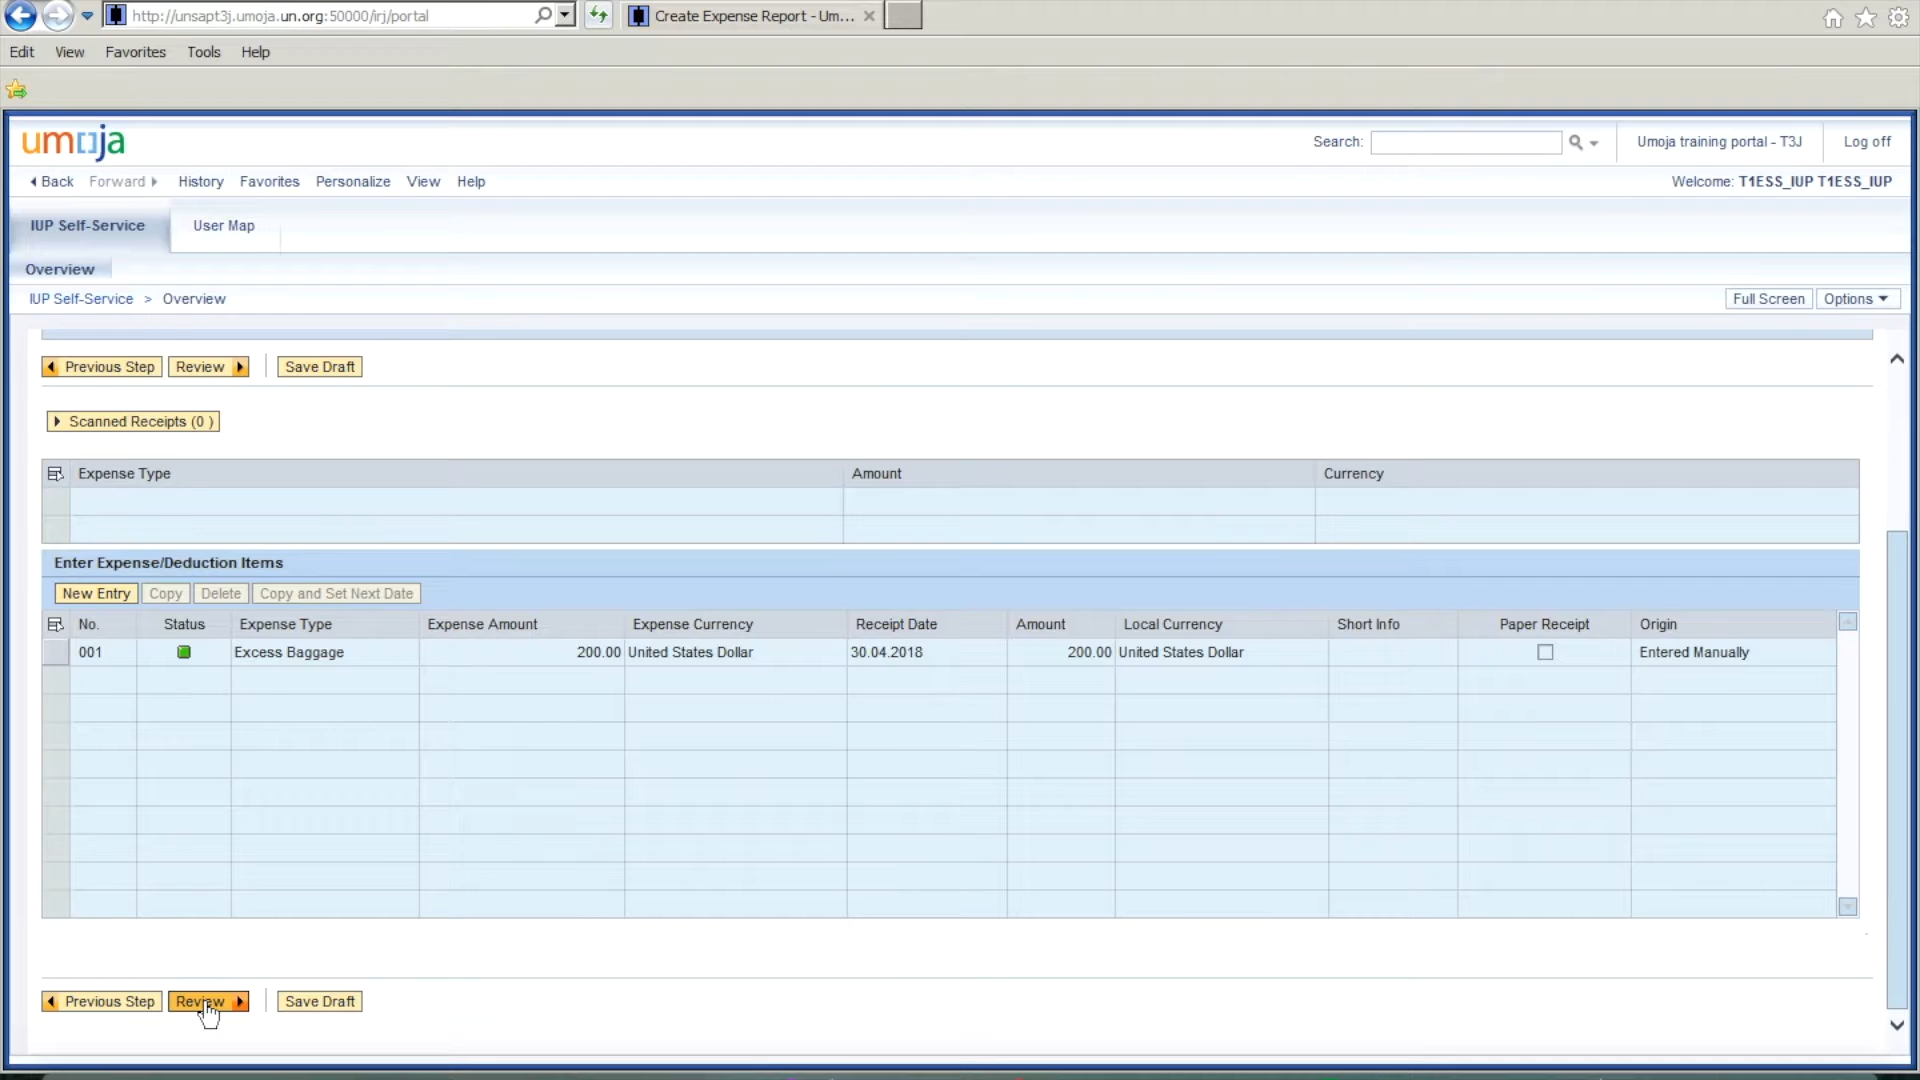 http://unsapt3j.umoja.un.org:50000/irj/portal
Create Expense Report - Um...
Edit View Favorites Tools Help
umoja
Search:
Umoja training portal - T3J
Log off
Back Forward History Favorites Personalize View Help
Welcome: T1ESS_IUP T1ESS_IUP
IUP Self-Service User Map
Overview
IUP Self-Service > Overview
Full Screen Options
Previous Step Review Save Draft
Scanned Receipts (0 )
Expense Type Amount Currency
Enter Expense/Deduction Items
New Entry Copy Delete Copy and Set Next Date
No. Status Expense Type Expense Amount Expense Currency Receipt Date Amount Local Currency Short Info Paper Receipt Origin
001 Excess Baggage 200.00 United States Dollar 30.04.2018 200.00 United States Dollar Entered Manually
Previous Step Review Save Draft